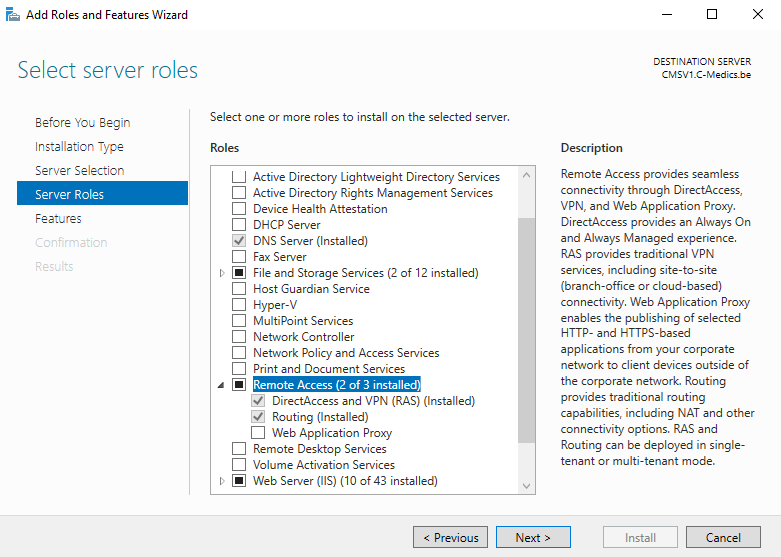 Add Roles and Features Wizard
Select server roles
DESTINATION SERVER
CMSV1.C-Medics.be
Before You Begin
Installation Type
Server Selection
Server Roles
Features
Confirmation
Results
Select one or more roles to install on the selected server.
Roles
Active Directory Lightweight Directory Services
Active Directory Rights Management Services
Device Health Attestation
DHCP Server
DNS Server (Installed)
Fax Server
File and Storage Services (2 of 12 installed)
Host Guardian Service
Hyper-V
MultiPoint Services
Network Controller
Network Policy and Access Services
Print and Document Services
Remote Access (2 of 3 installed)
DirectAccess and VPN (RAS) (Installed)
Routing (Installed)
Web Application Proxy
Remote Desktop Services
Volume Activation Services
Web Server (IIS) (10 of 43 installed)
Description
Remote Access provides seamless
connectivity through DirectAccess,
VPN, and Web Application Proxy.
DirectAccess provides an Always On
and Always Managed experience.
RAS provides traditional VPN
services, including site-to-site
(branch-office or cloud-based)
connectivity. Web Application Proxy
enables the publishing of selected
HTTP- and HTTPS-based
applications from your corporate
network to client devices outside of
the corporate network. Routing
provides traditional routing
capabilities, including NAT and other
connectivity options. RAS and
Routing can be deployed in single-
tenant or multi-tenant mode.
< Previous
Next >
Install
Cancel